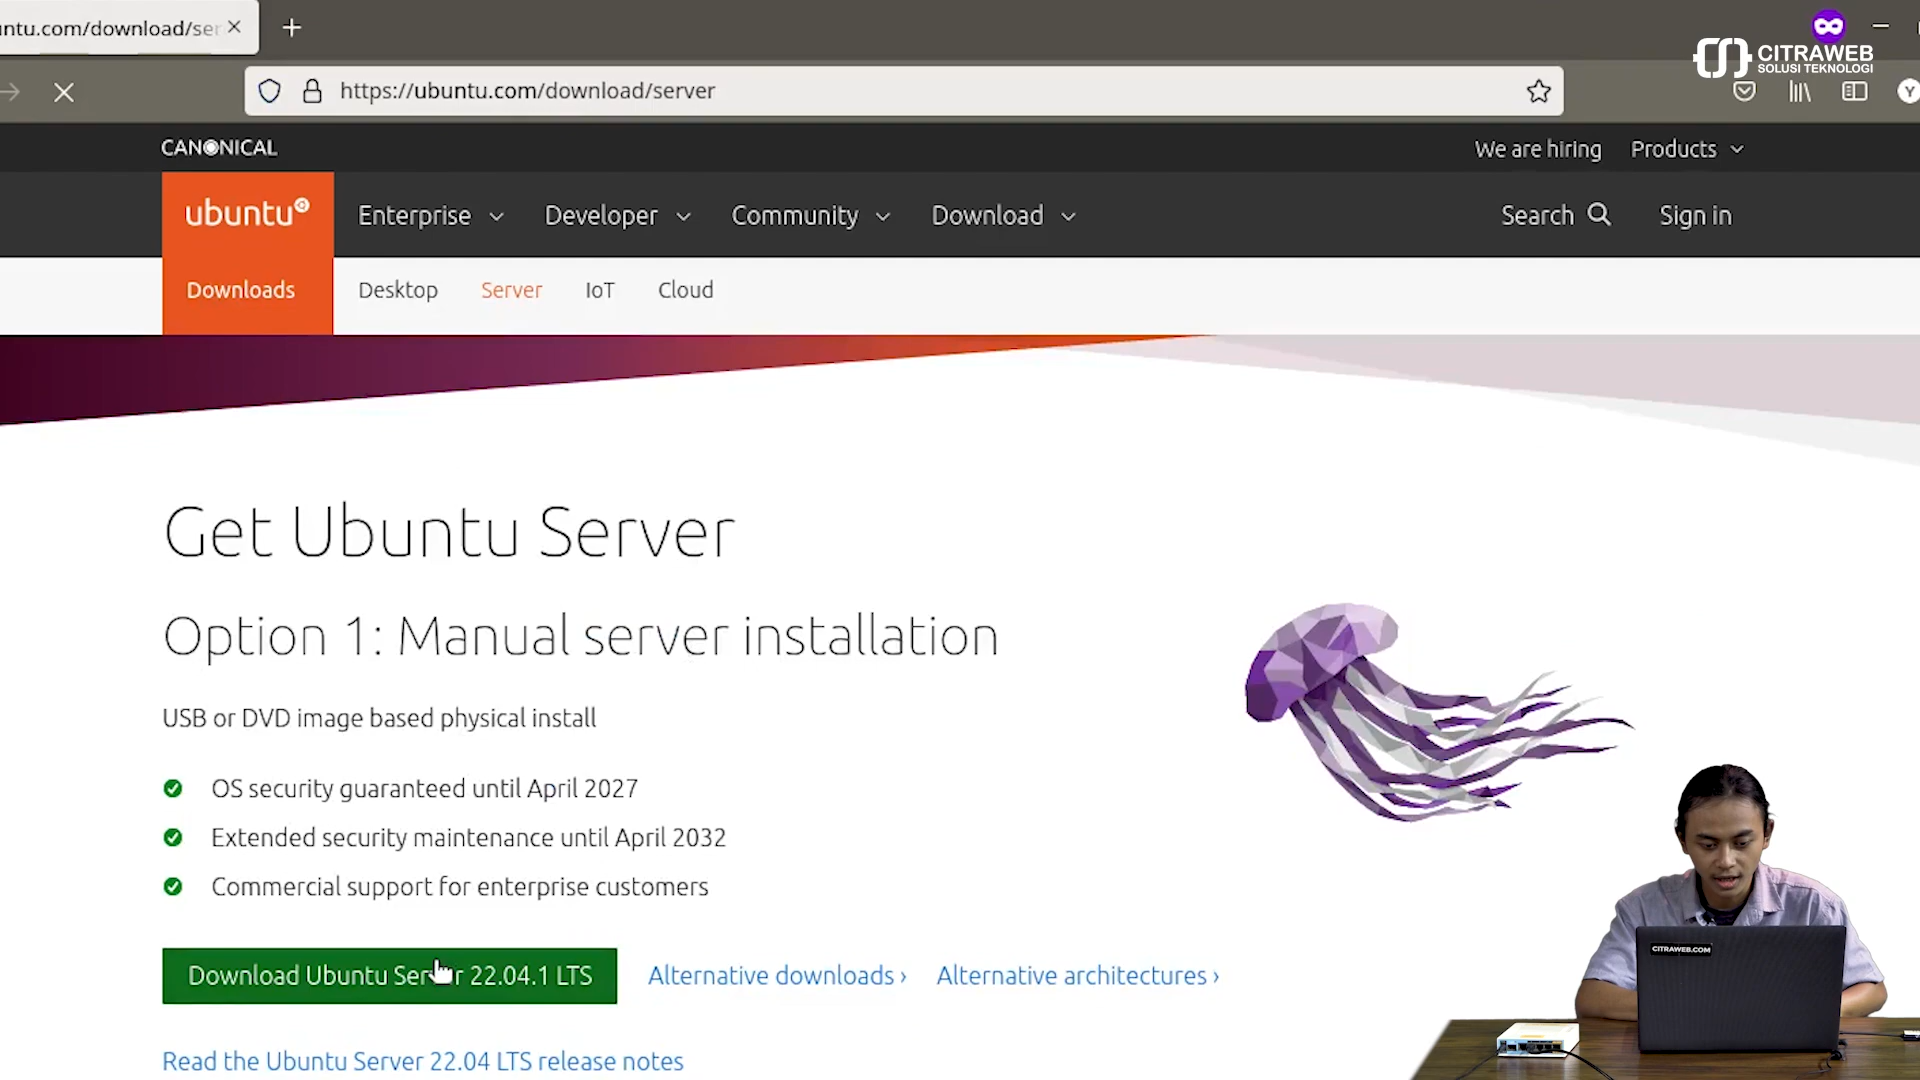 untu.com/download/ser
CITRAWEB
SOLUSI TEKNOLOGI
https://ubuntu.com/download/server
Y
CANONICAL
We are hiring
Products
ubuntu
Enterprise
Developer
Community
Download
Search
Sign in
Downloads
Desktop
Server
IoT
Cloud
Get Ubuntu Server
Option 1: Manual server installation
USB or DVD image based physical install
OS security guaranteed until April 2027
Extended security maintenance until April 2032
Commercial support for enterprise customers
Download Ubuntu Server 22.04.1 LTS
Alternative downloads ›
Alternative architectures ›
CITRAWEB.COM
Read the Ubuntu Server 22.04 LTS release notes